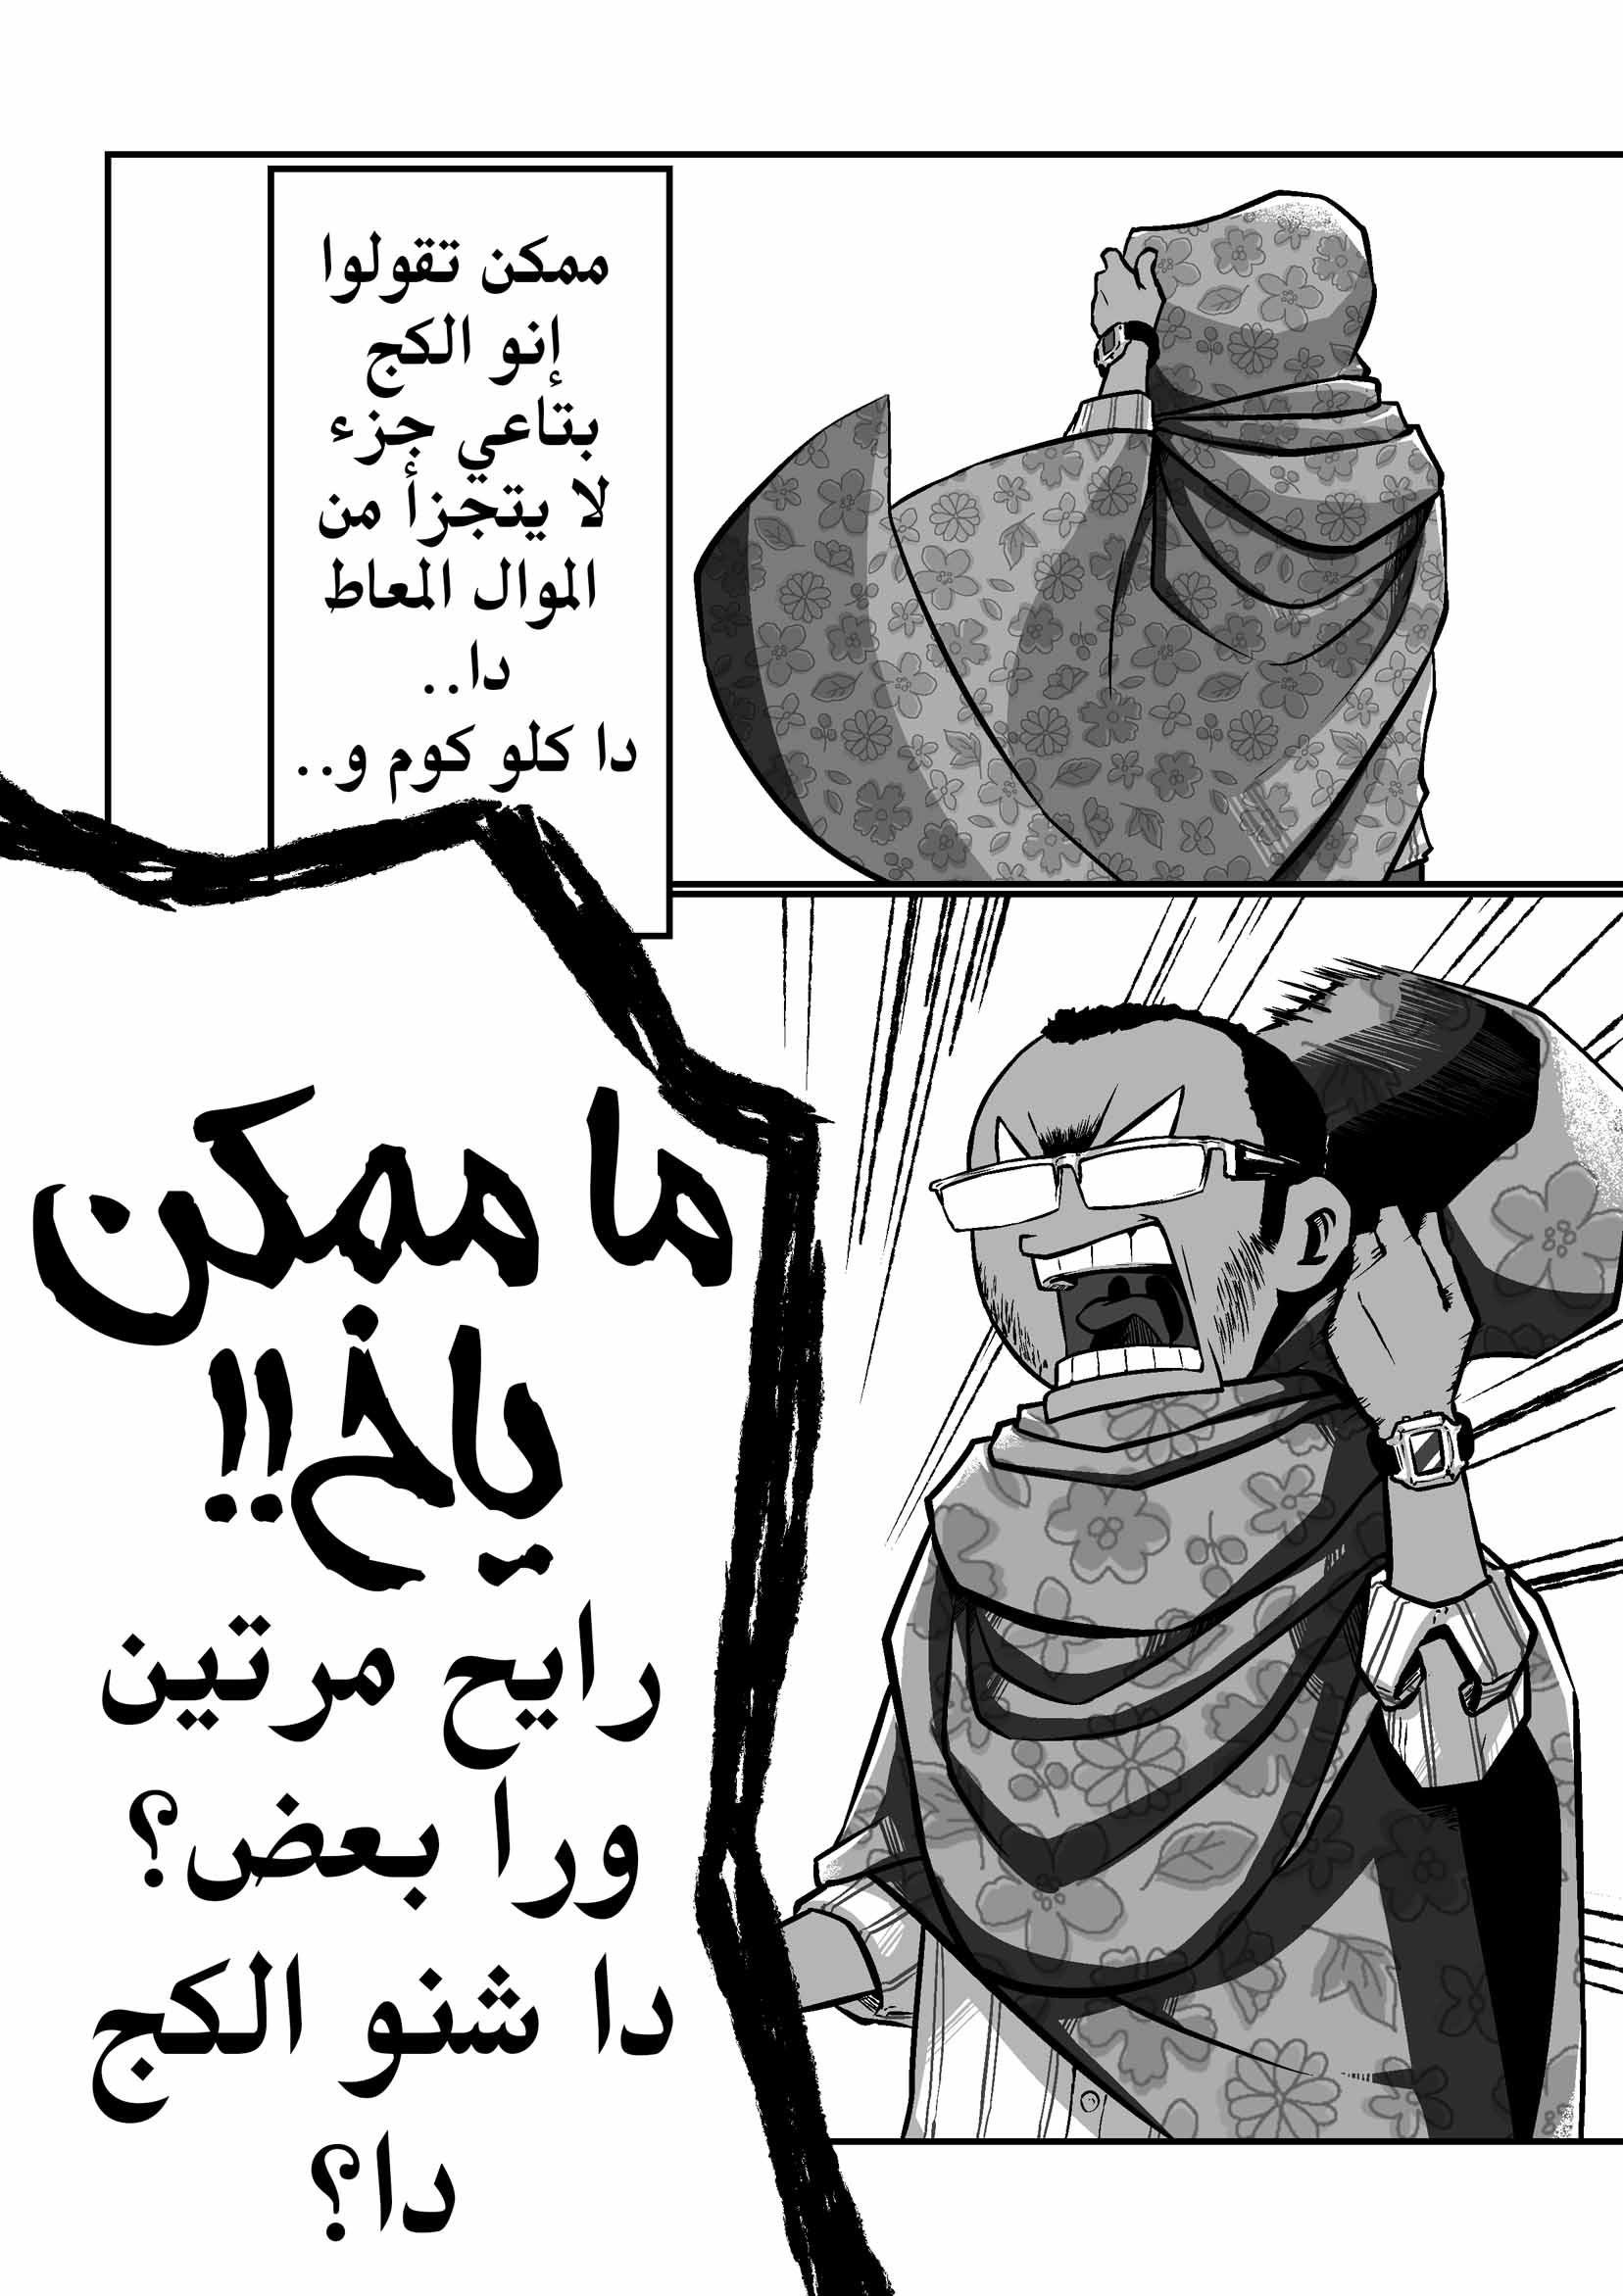 ممكن تقولوا
إنو الكج
بتاعي جزء
لا يتجزأ من
الموال المعاط
دا..
دا كلو كوم و..
ما ممكن
ياخ!!
رايح مرتين
ورا بعض؟
دا شنو الكج
دا؟